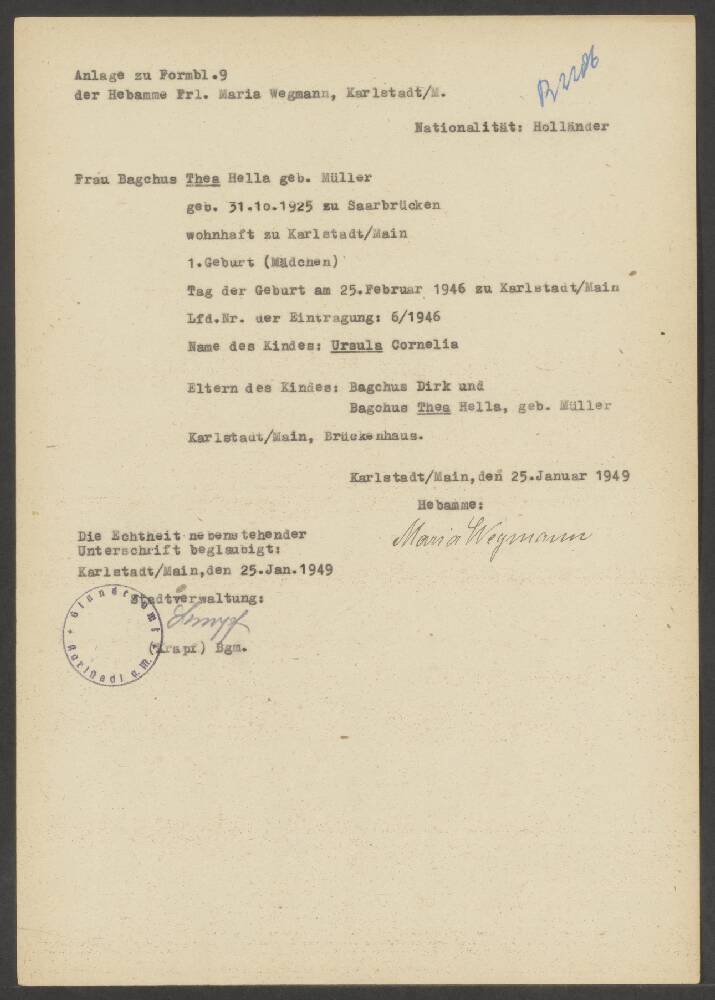 Anlage zu Formbl.9
der Hebamme Frl. Maria Wegmann, Karlstadt/M.
Nationalität: Holländer
Frau Bagchus Thea Hella geb. Müller
geb. 31.10.1925 zu Saarbrücken
wohnhaft zu Karlstadt/Main
1.Geburt (Mädchen)
Tag der Geburt am 25.Februar 1946 zu Karlstadt/Main
Lfd.Nr. der Eintragung: 6/1946
Name des Kindes: Ursula Cornelia
Eltern des Kindes: Bagchus Dirk und
Bagchus Thea Hella, geb. Müller
Karlstadt/Main, Brückenhaus.
Karlstadt/Main,den 25.Januar 1949
Hebamme:
Maria Wegmann
Die Echtheit nebenstehender
Unterschrift beglaubigt:
Karlstadt/Main,den 25.Jan.1949
Stadtverwaltung:
(Krapf) Bgm.